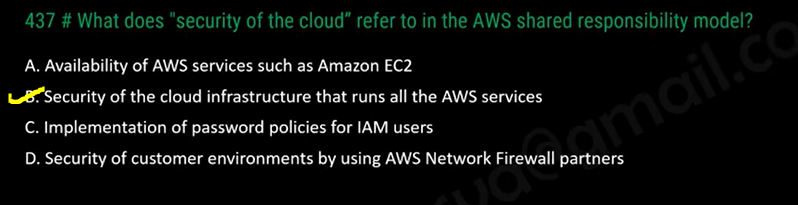 437 # What does "security of the cloud” refer to in the AWS shared responsibility model?
A. Availability of AWS services such as Amazon EC2
B. Security of the cloud infrastructure that runs all the AWS services
C. Implementation of password policies for IAM users
D. Security of customer environments by using AWS Network Firewall partners